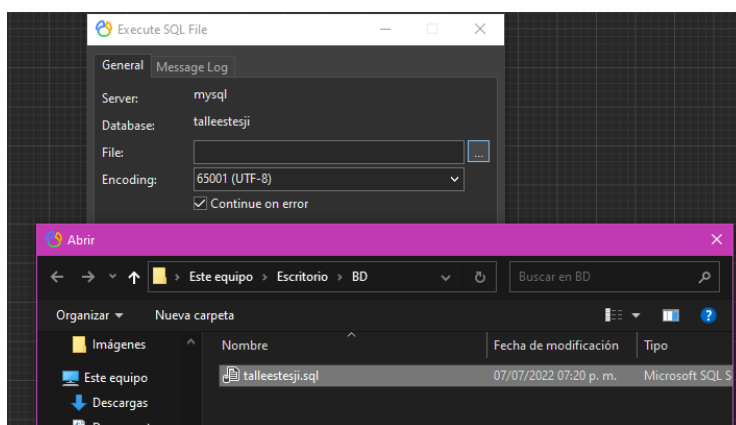 Execute SQL File
General Message Log
Server: mysql
Database: talleestesji
File: ...
Encoding: 65001 (UTF-8)
Continue on error
Abrir
Este equipo > Escritorio > BD Buscar en BD
Organizar Nueva carpeta
Imágenes Nombre Fecha de modificación Tipo
Este equipo talleestesji.sql 07/07/2022 07:20 p. m. Microsoft SQL S
Descargas